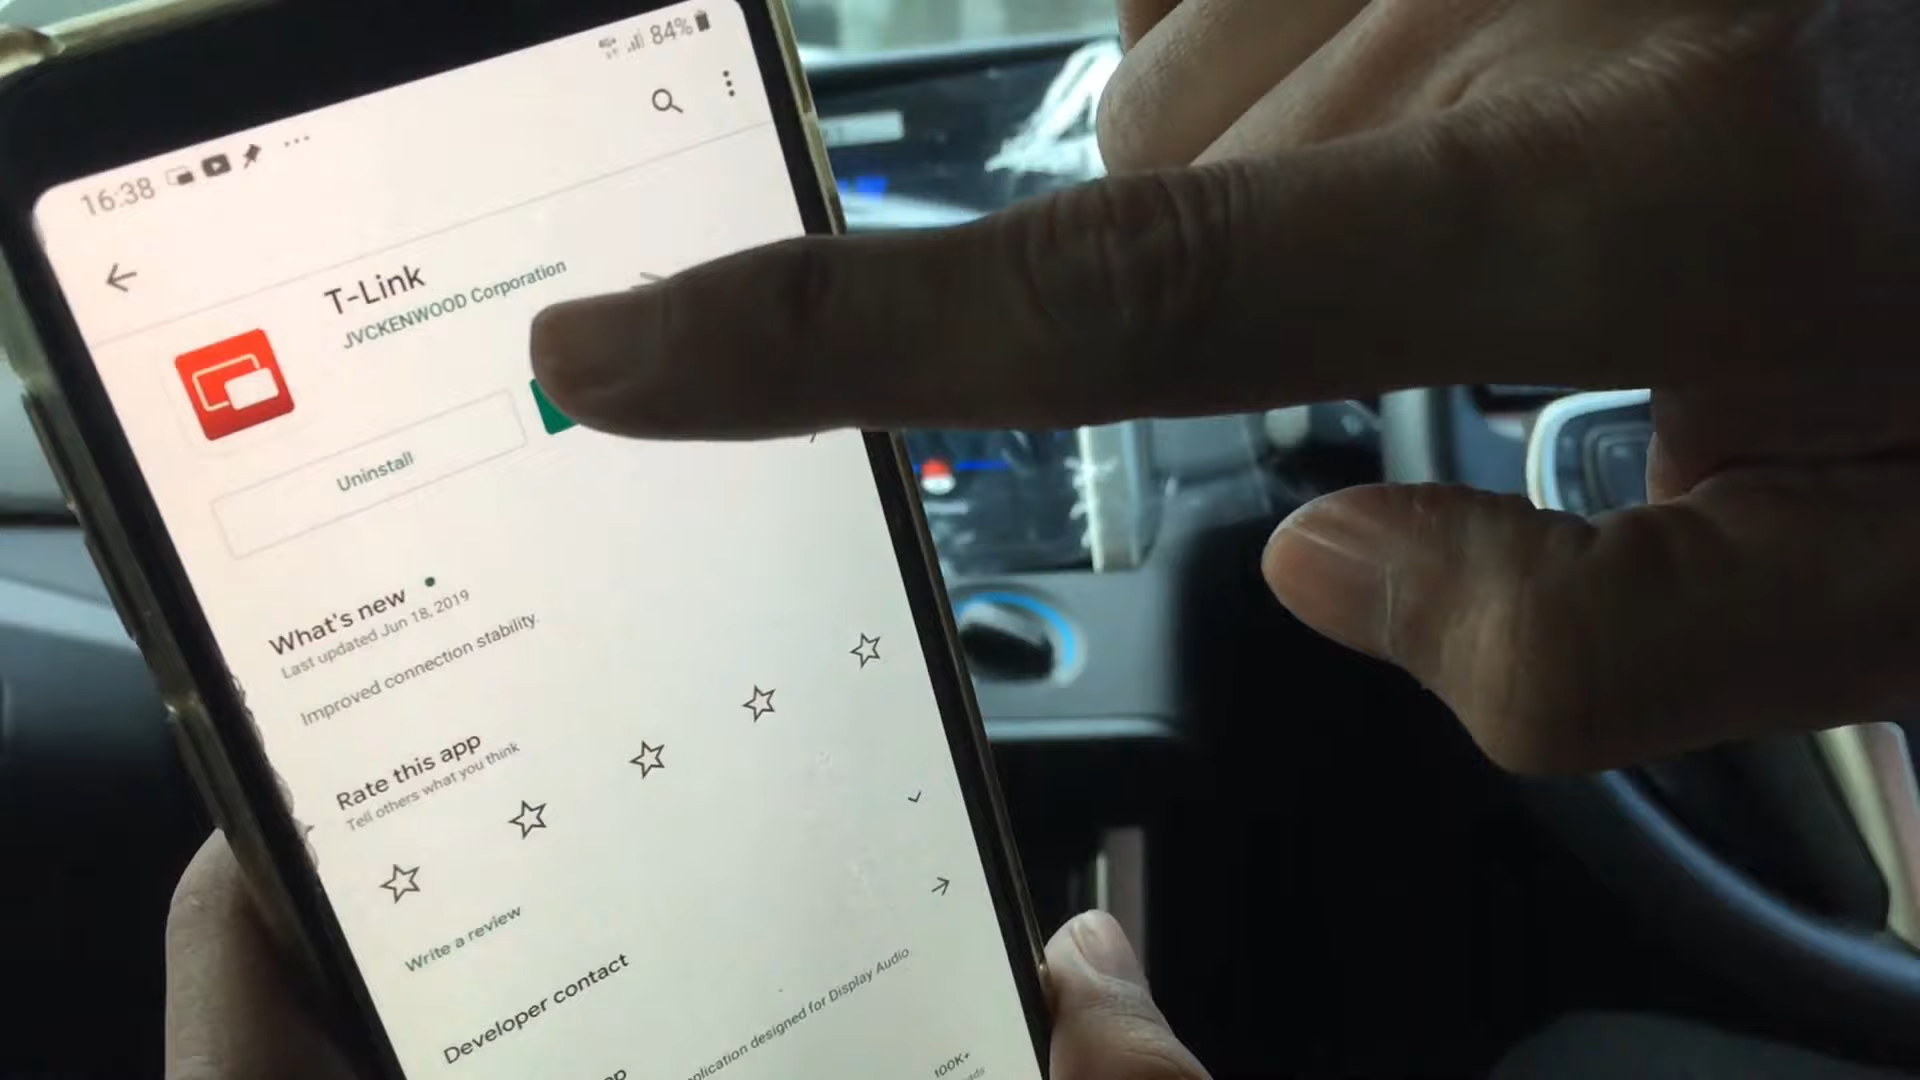 84%
16:38
T-Link
JVCKENWOOD Corporation
Uninstall
What's new
Last updated Jun 18, 2019
Improved connection stability.
Rate this app
Tell others what you think
Write a review
Developer contact
plication designed for Display Audio
100K+